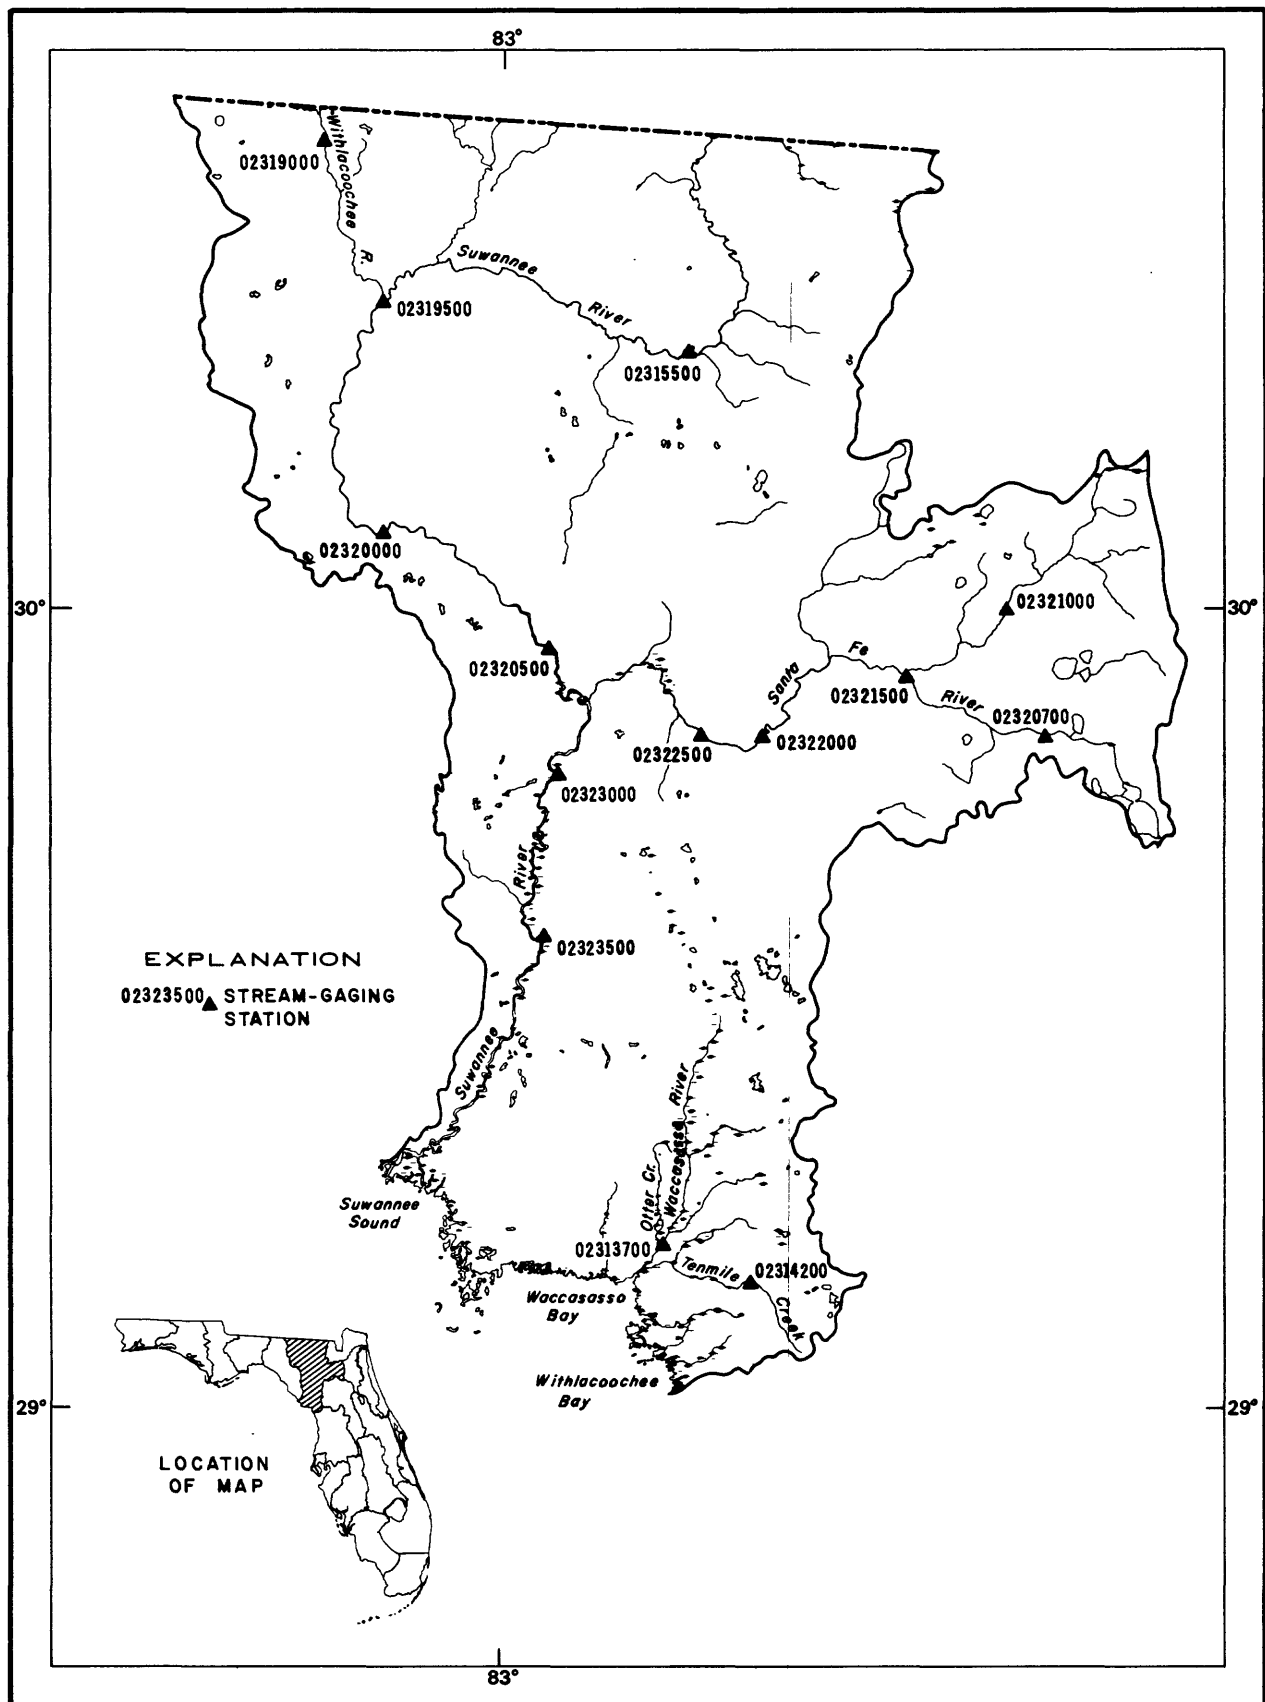 83°
Withlacoochee R.
02319000
Suwannee River
02319500
02315500
02320000
30°
30°
02321000
02320500
Santa Fe River
02321500
02320700
02322500
02322000
02323000
River
02323500
EXPLANATION
02323500 STREAM-GAGING
STATION
Suwannee
Waccasassa River
Otter Cr.
Suwannee
Sound
02313700
Tenmile Creek
02314200
Waccasasso
Bay
Withlacoochee
Bay
29°
29°
LOCATION
OF MAP
83°